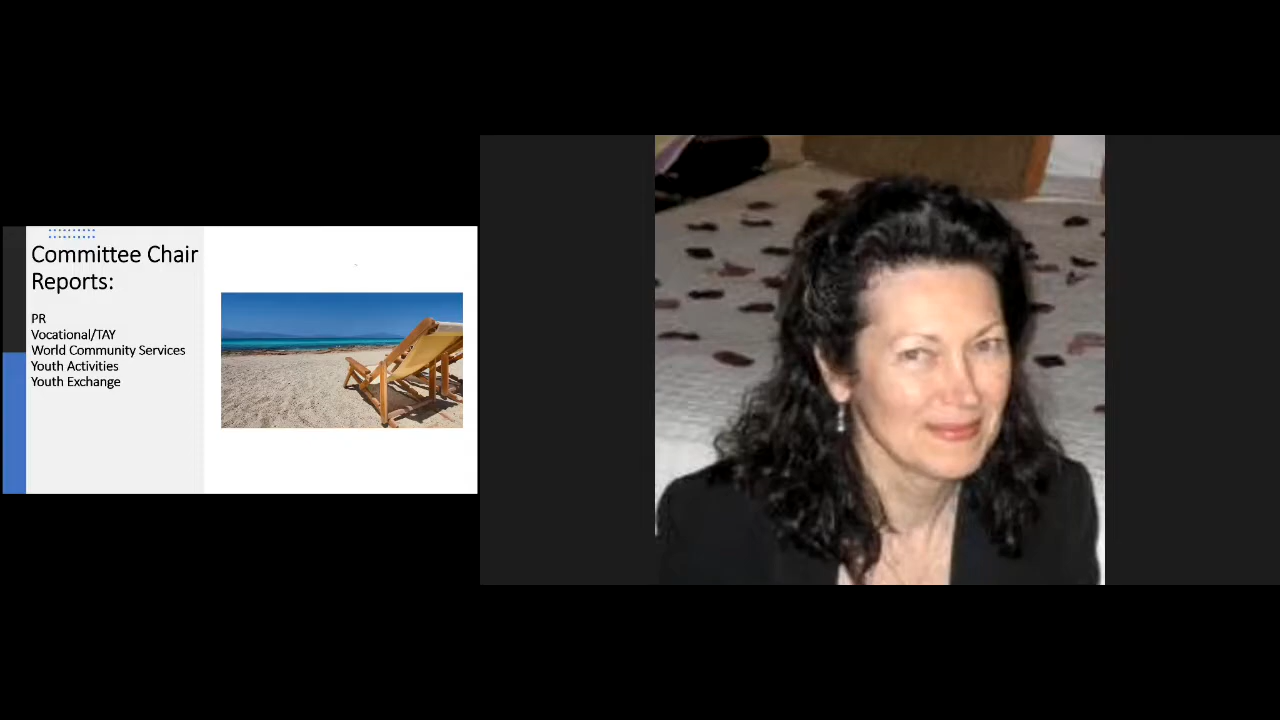 Committee Chair
Reports:
PR
Vocational/TAY
World Community Services
Youth Activities
Youth Exchange